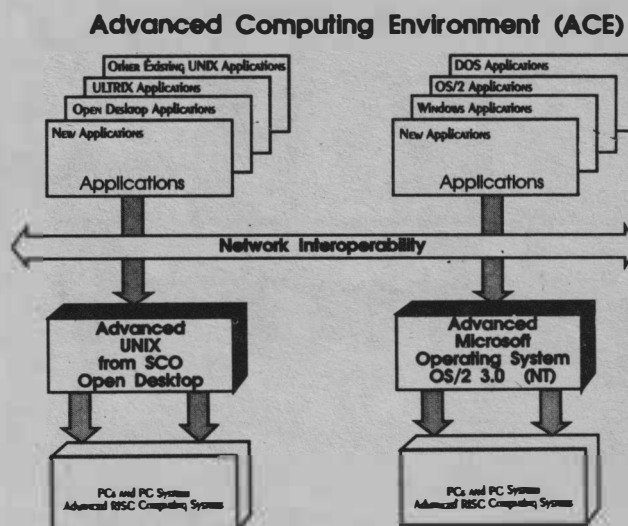 Advanced Computing Environment (ACE)
Other Existing UNIX Applications
ULTRIX Applications
Open Desktop Applications
New Applications
Applications
DOS Applications
OS/2 Applications
Windows Applications
New Applications
Applications
Network Interoperability
Advanced
UNIX
from SCO
Open Desktop
Advanced
Microsoft
Operating System
OS/2 3.0 (NT)
PCs and PC Systems
Advanced RISC Computing Systems
PCs and PC Systems
Advanced RISC Computing Systems